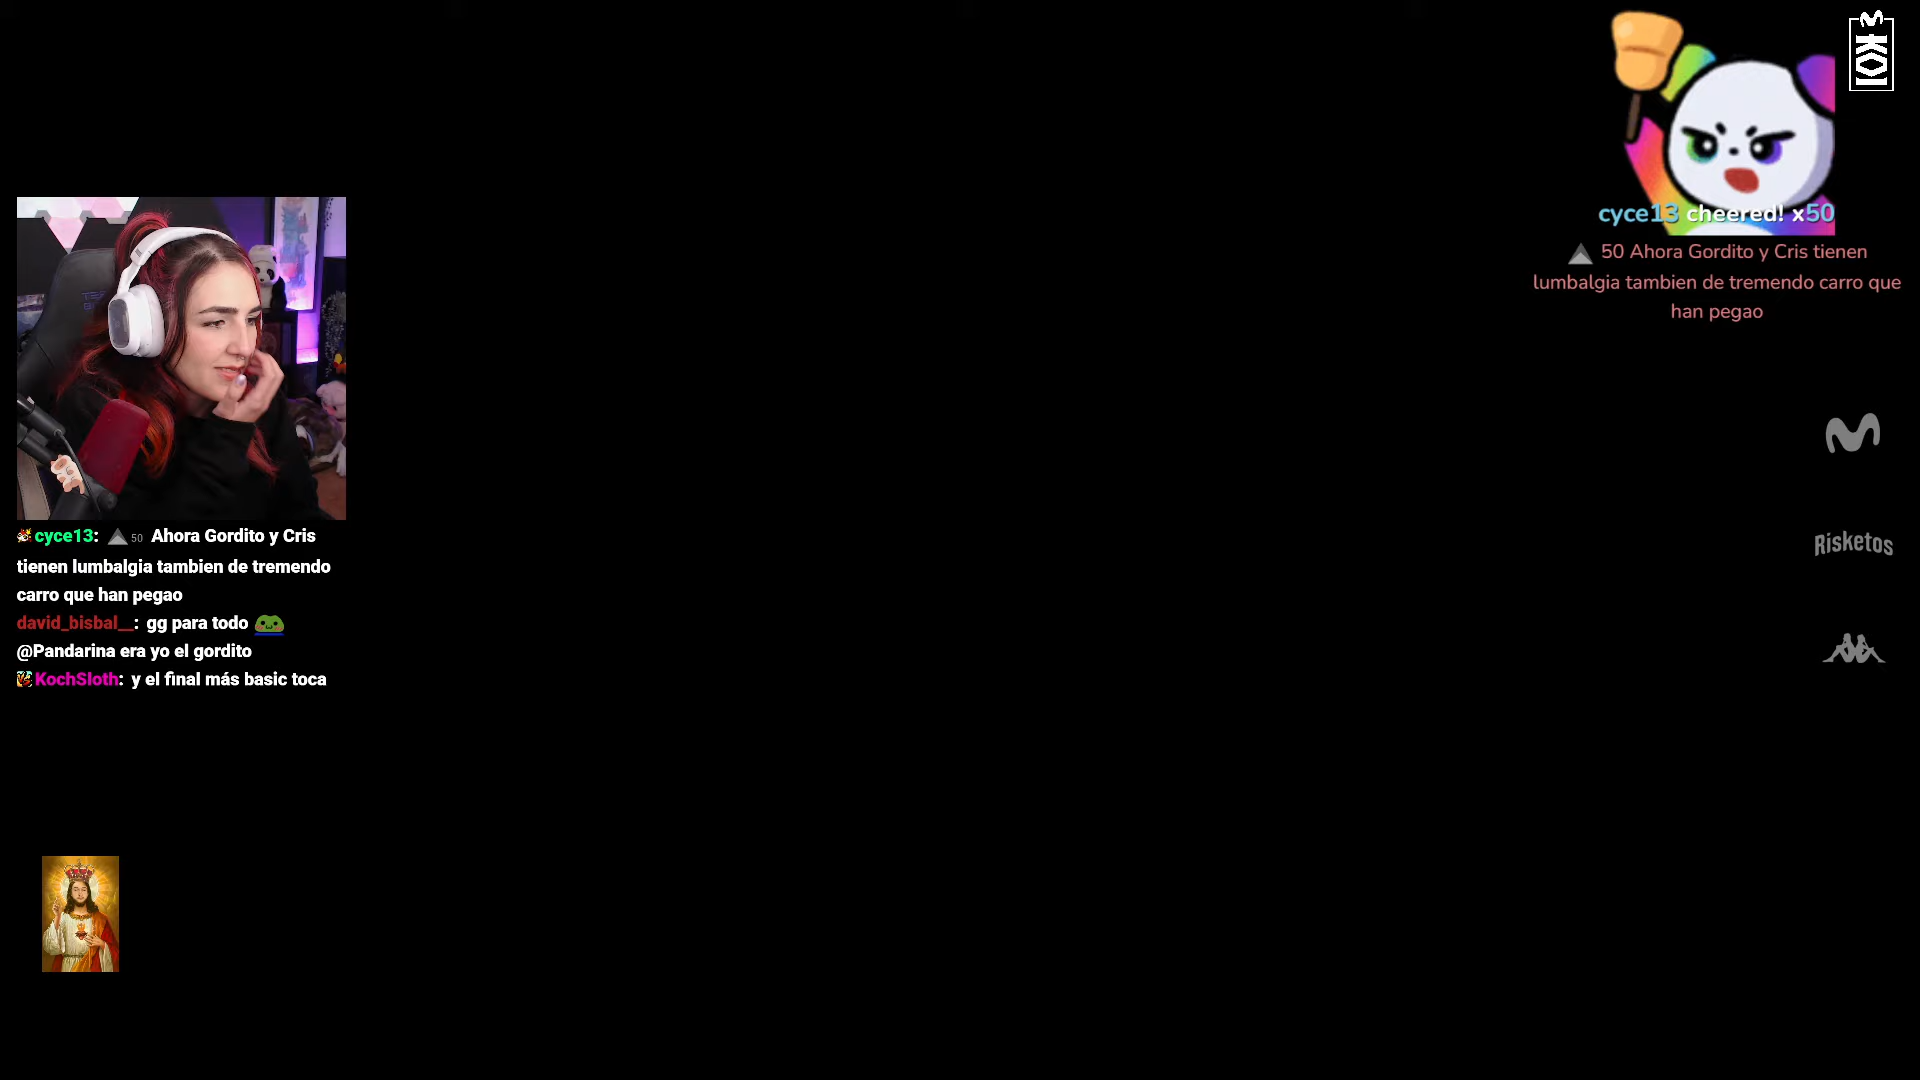 KOI
cyce13 cheered! x50
50 Ahora Gordito y Cris tienen
lumbalgia tambien de tremendo carro que
han pegao
cyce13: 50 Ahora Gordito y Cris
tienen lumbalgia tambien de tremendo
carro que han pegao
david_bisbal__: gg para todo
@Pandarina era yo el gordito
KochSloth: y el final más basic toca
Risketos